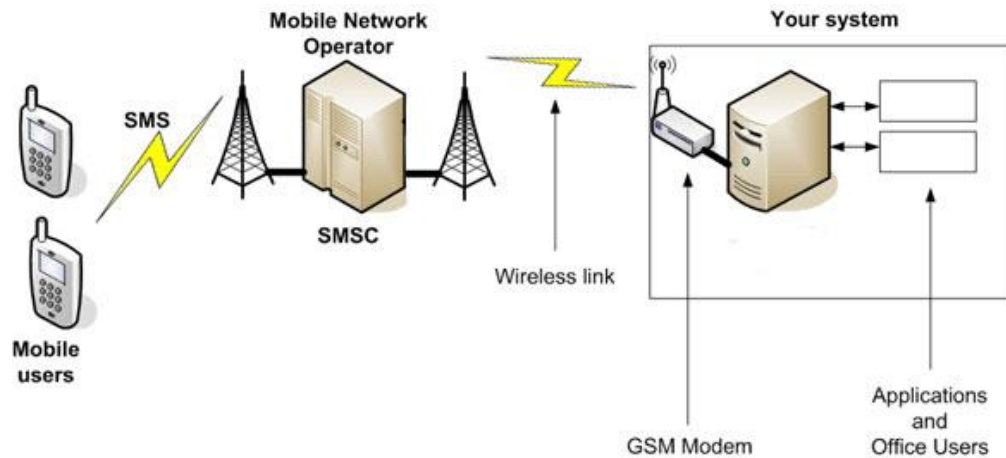 Mobile Network
Operator
Your system
SMS
SMSC
Wireless link
Mobile
users
GSM Modem
Applications
and
Office Users